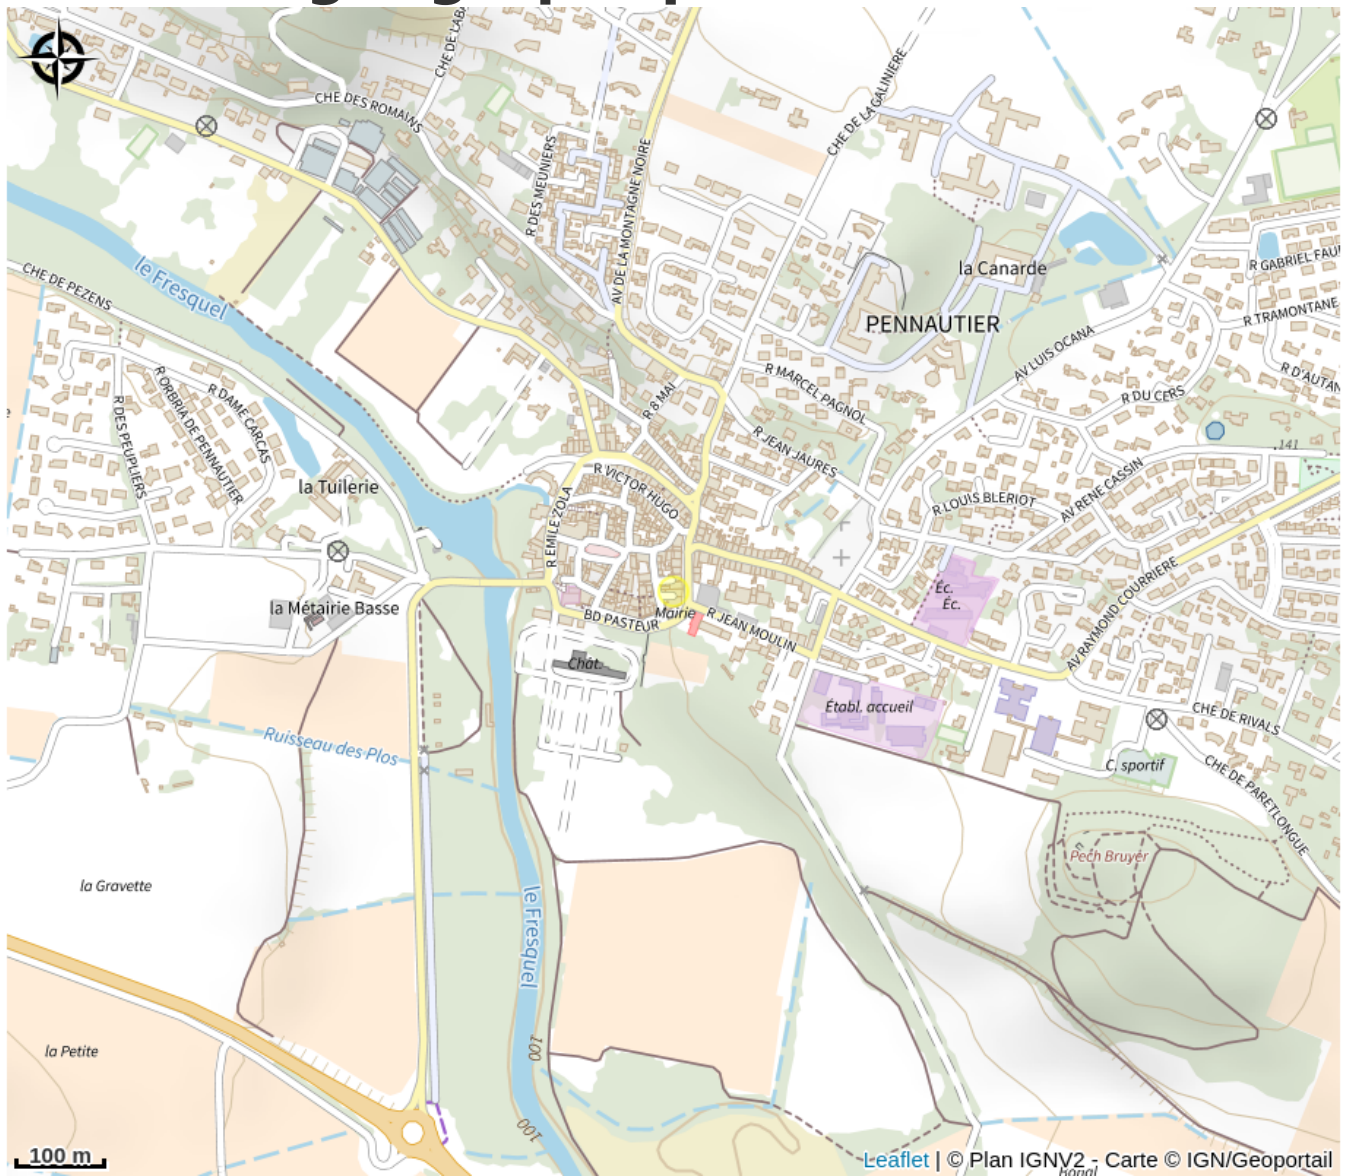 CHE DE LABA
CHE DES ROMAINS
CHE DE LA GALINIERE
R DES MEUNIERS
AV DE LA MONTAGNE NOIRE
le Fresquel
CHE DE PEZENS
la Canarde
R GABRIEL FAUR
PENNAUTIER
R TRAMONTANE
AV LUIS OCANA
R MARCEL PAGNOL
R D'AUTAN
R DU CERS
R 8 MAI
R ORBRIA DE PENNAUTIER
R DAME CARCAS
R DES PEUPLIERS
R JEAN JAURES
141
la Tuilerie
R VICTOR HUGO
R EMILE ZOLA
R LOUIS BLERIOT
AV RENE CASSIN
AV RAYMOND COURRIERE
Éc.
Éc.
la Métairie Basse
Mairie
BD PASTEUR
R JEAN MOULIN
Chât.
Établ. accueil
CHE DE RIVALS
Ruisseau des Plos
C. sportif
CHE DE PARETLONGUE
Pech Bruyér
la Gravette
le Fresquel
la Petite
100
100
100 m
Leaflet | © Plan IGNV2 - Carte © IGN/Geoportail